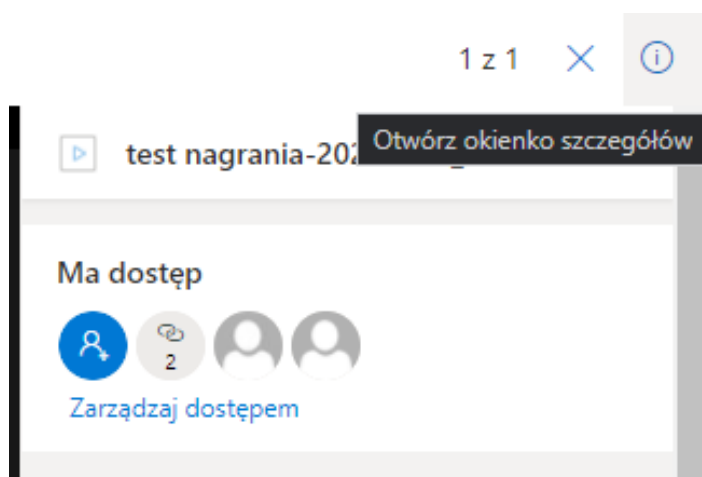 1 z 1
Otwórz okienko szczegółów
test nagrania-202
Ma dostęp
2
Zarządzaj dostępem